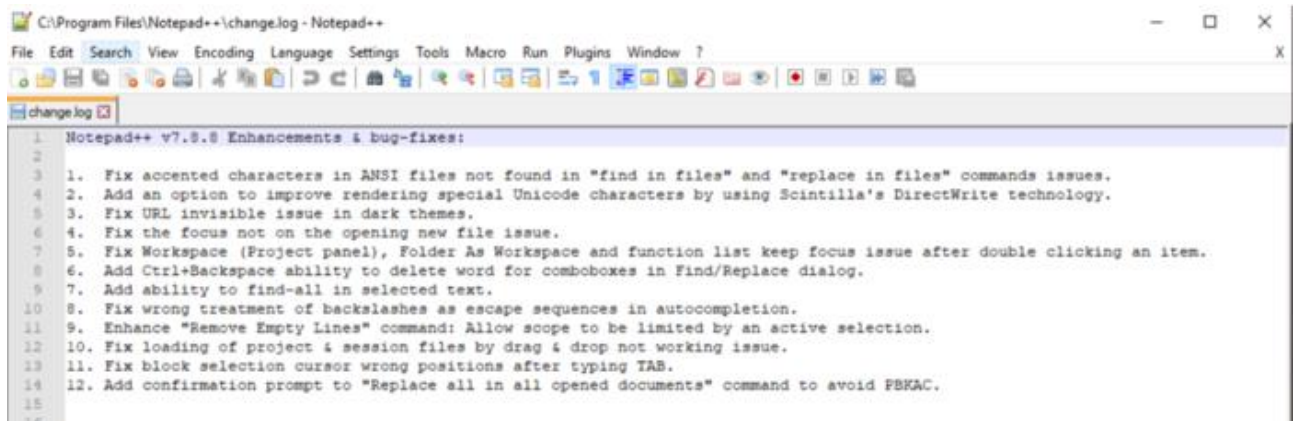 C:\Program Files\Notepad++\change.log - Notepad++
File Edit Search View Encoding Language Settings Tools Macro Run Plugins Window ? X
change.log
1 Notepad++ v7.8.8 Enhancements & bug-fixes:
2
3 1. Fix accented characters in ANSI files not found in "find in files" and "replace in files" commands issues.
4 2. Add an option to improve rendering special Unicode characters by using Scintilla's DirectWrite technology.
5 3. Fix URL invisible issue in dark themes.
6 4. Fix the focus not on the opening new file issue.
7 5. Fix Workspace (Project panel), Folder As Workspace and function list keep focus issue after double clicking an item.
8 6. Add Ctrl+Backspace ability to delete word for comboboxes in Find/Replace dialog.
9 7. Add ability to find-all in selected text.
10 8. Fix wrong treatment of backslashes as escape sequences in autocompletion.
11 9. Enhance "Remove Empty Lines" command: Allow scope to be limited by an active selection.
12 10. Fix loading of project & session files by drag & drop not working issue.
13 11. Fix block selection cursor wrong positions after typing TAB.
14 12. Add confirmation prompt to "Replace all in all opened documents" command to avoid PBKAC.
15